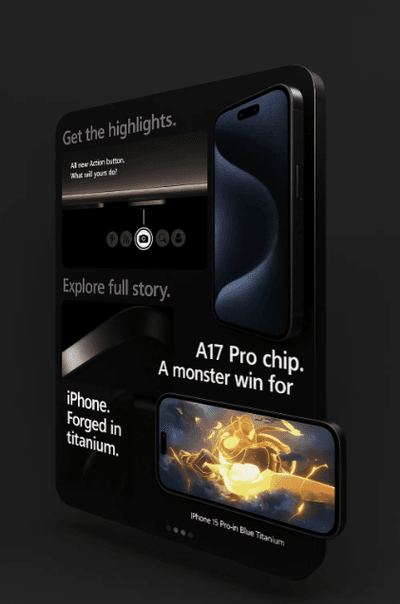 Get the highlights.
All new Action button.
What will yours do?
Explore full story.
A17 Pro chip.
A monster win for
iPhone.
Forged in
titanium.
iPhone 15 Pro-in Blue Titanium